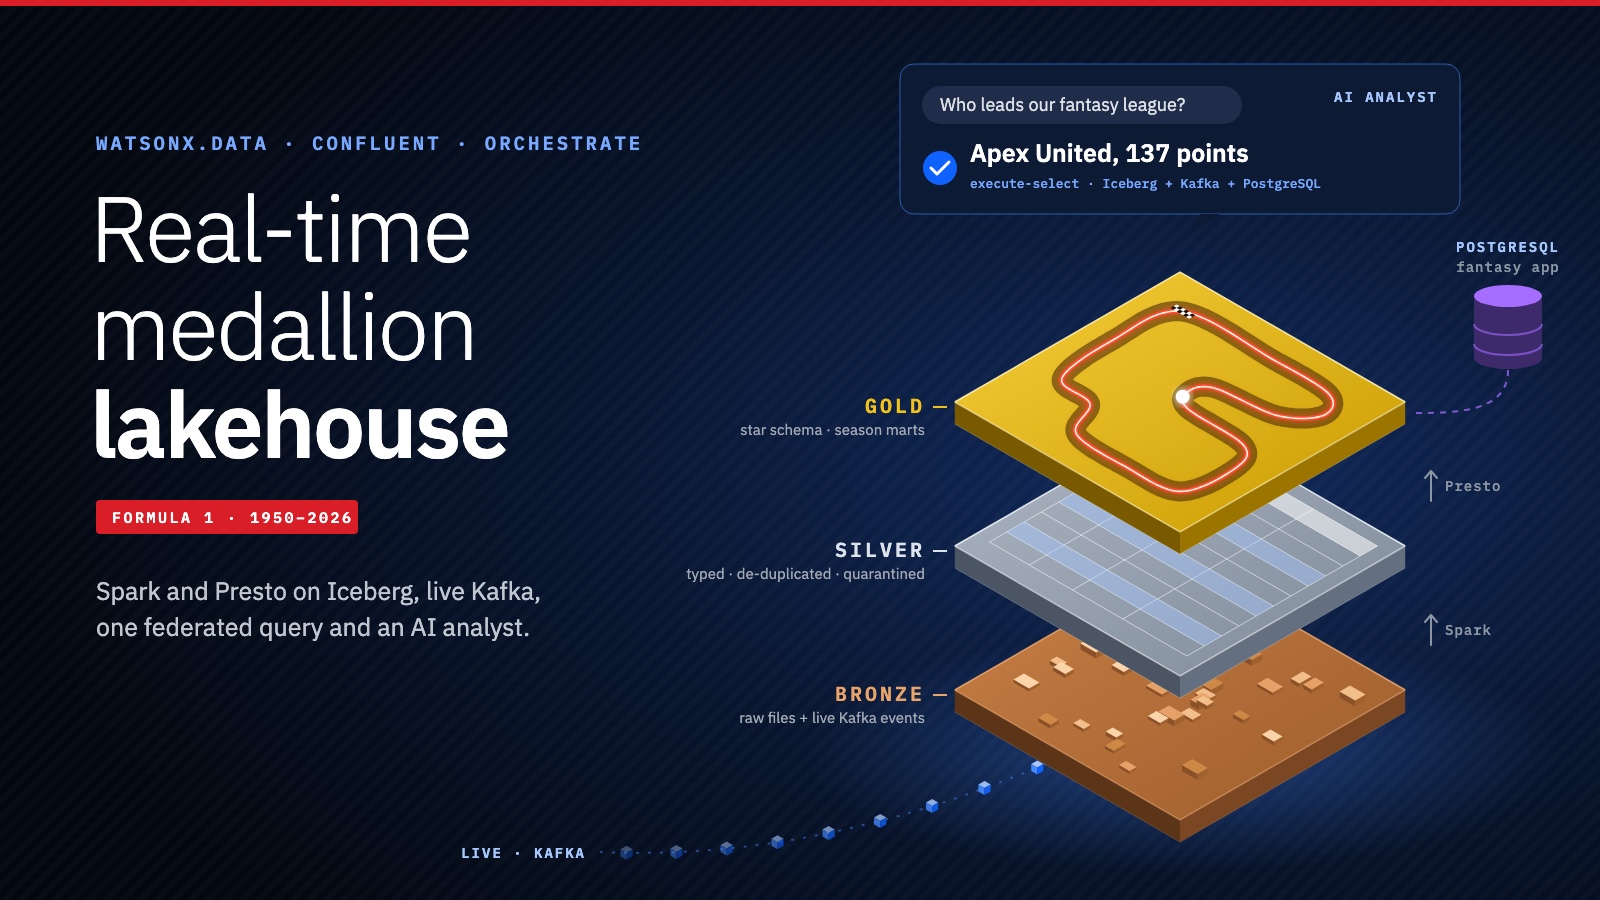 WATSONX.DATA · CONFLUENT · ORCHESTRATE
Real-time
medallion
lakehouse
FORMULA 1 · 1950–2026
Spark and Presto on Iceberg, live Kafka,
one federated query and an AI analyst.
Who leads our fantasy league?
AI ANALYST
Apex United, 137 points
execute-select · Iceberg + Kafka + PostgreSQL
POSTGRESQL
fantasy app
GOLD
star schema · season marts
Presto
SILVER
typed · de-duplicated · quarantined
Spark
BRONZE
raw files + live Kafka events
LIVE · KAFKA